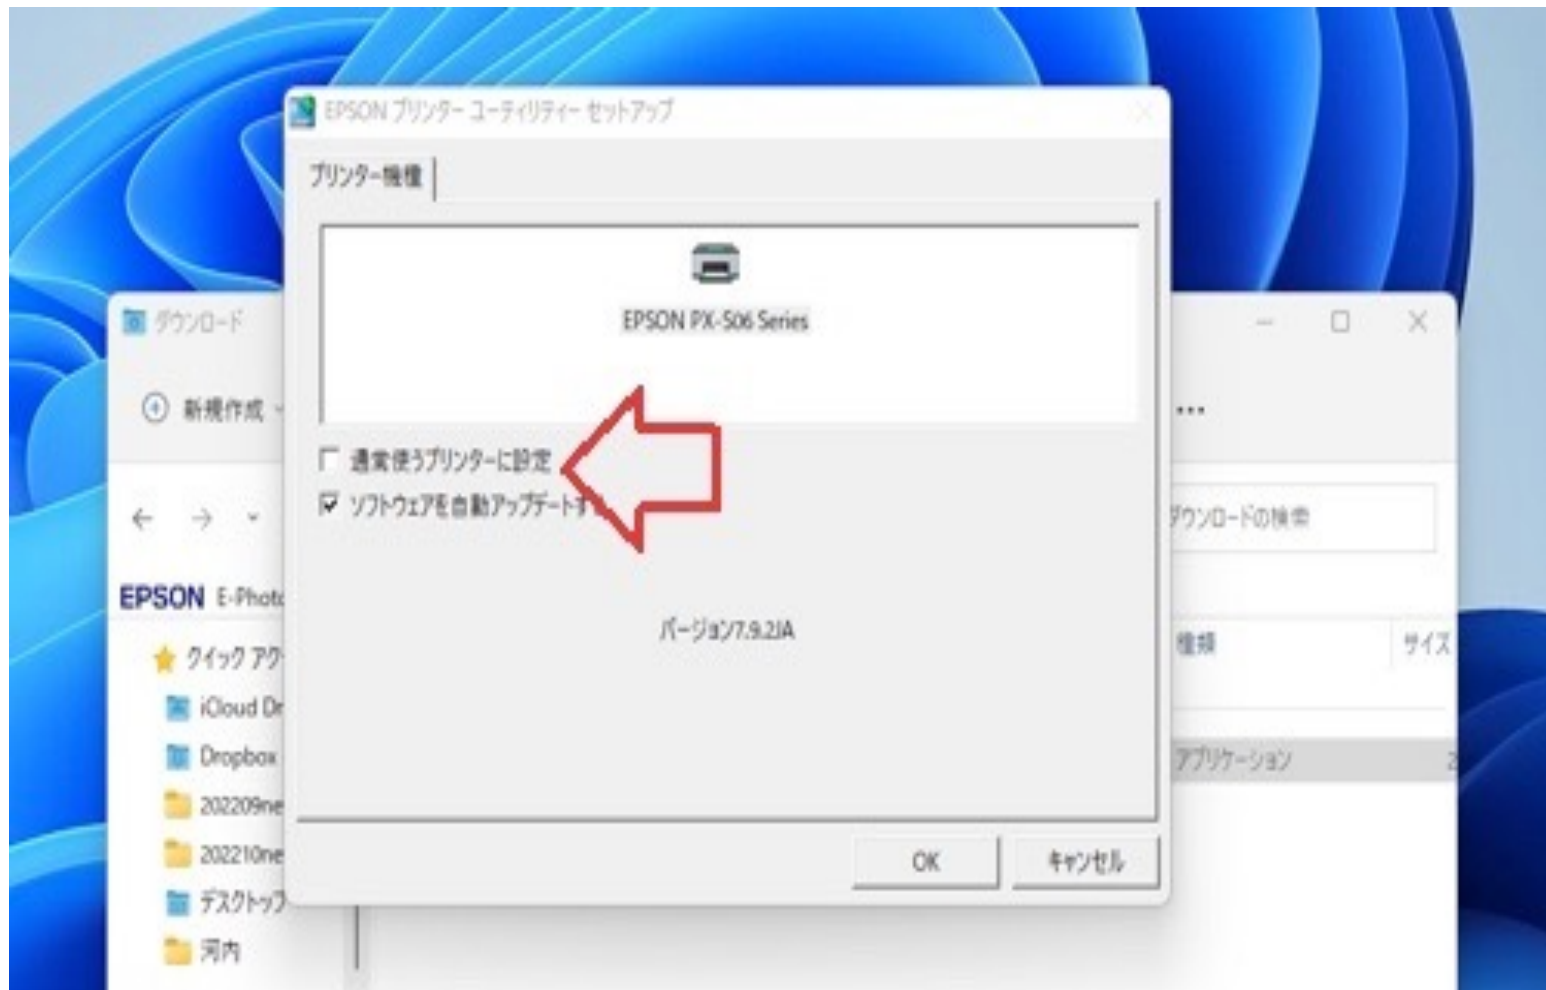 EPSON プリンター ユーティリティー セットアップ
プリンター機種
EPSON PX-S06 Series
通常使うプリンターに設定
ソフトウェアを自動アップデートす
バージョン7.9.2JA
OK
キャンセル
ダウンロード
新規作成
ダウンロードの検索
EPSON E-Photo
クイック アク
iCloud Dr
Dropbox
202209ne
202210ne
デスクトップ
河内
種類
サイズ
アプリケーション
2